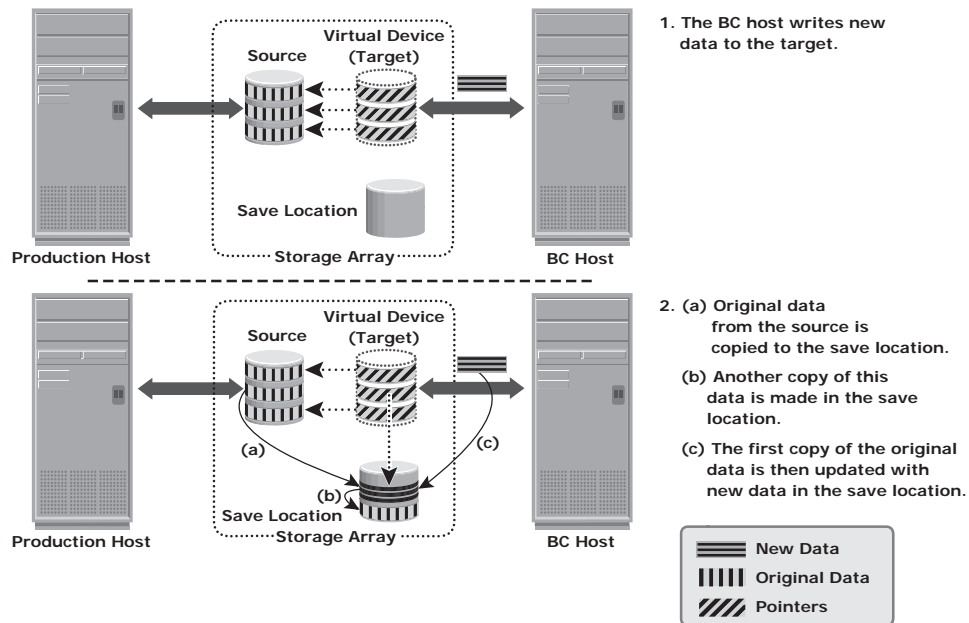 Source
Virtual Device
(Target)
Save Location
Production Host
Storage Array
BC Host
1. The BC host writes new
data to the target.
Source
Virtual Device
(Target)
(a)
(b)
(c)
Save Location
Production Host
Storage Array
BC Host
2. (a) Original data
from the source is
copied to the save location.
(b) Another copy of this
data is made in the save
location.
(c) The first copy of the original
data is then updated with
new data in the save location.
New Data
Original Data
Pointers